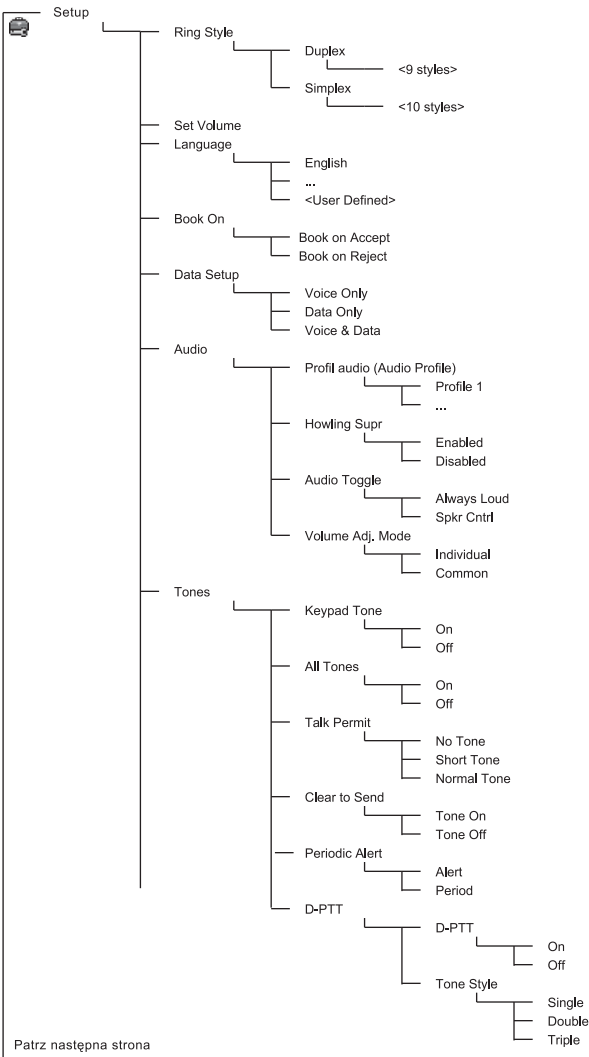 Setup
Ring Style
Duplex
<9 styles>
Simplex
<10 styles>
Set Volume
Language
English
...
<User Defined>
Book On
Book on Accept
Book on Reject
Data Setup
Voice Only
Data Only
Voice & Data
Audio
Profil audio (Audio Profile)
Profile 1
...
Howling Supr
Enabled
Disabled
Audio Toggle
Always Loud
Spkr Cntrl
Volume Adj. Mode
Individual
Common
Tones
Keypad Tone
On
Off
All Tones
On
Off
Talk Permit
No Tone
Short Tone
Normal Tone
Clear to Send
Tone On
Tone Off
Periodic Alert
Alert
Period
D-PTT
D-PTT
On
Off
Tone Style
Single
Double
Triple
Patrz następna strona